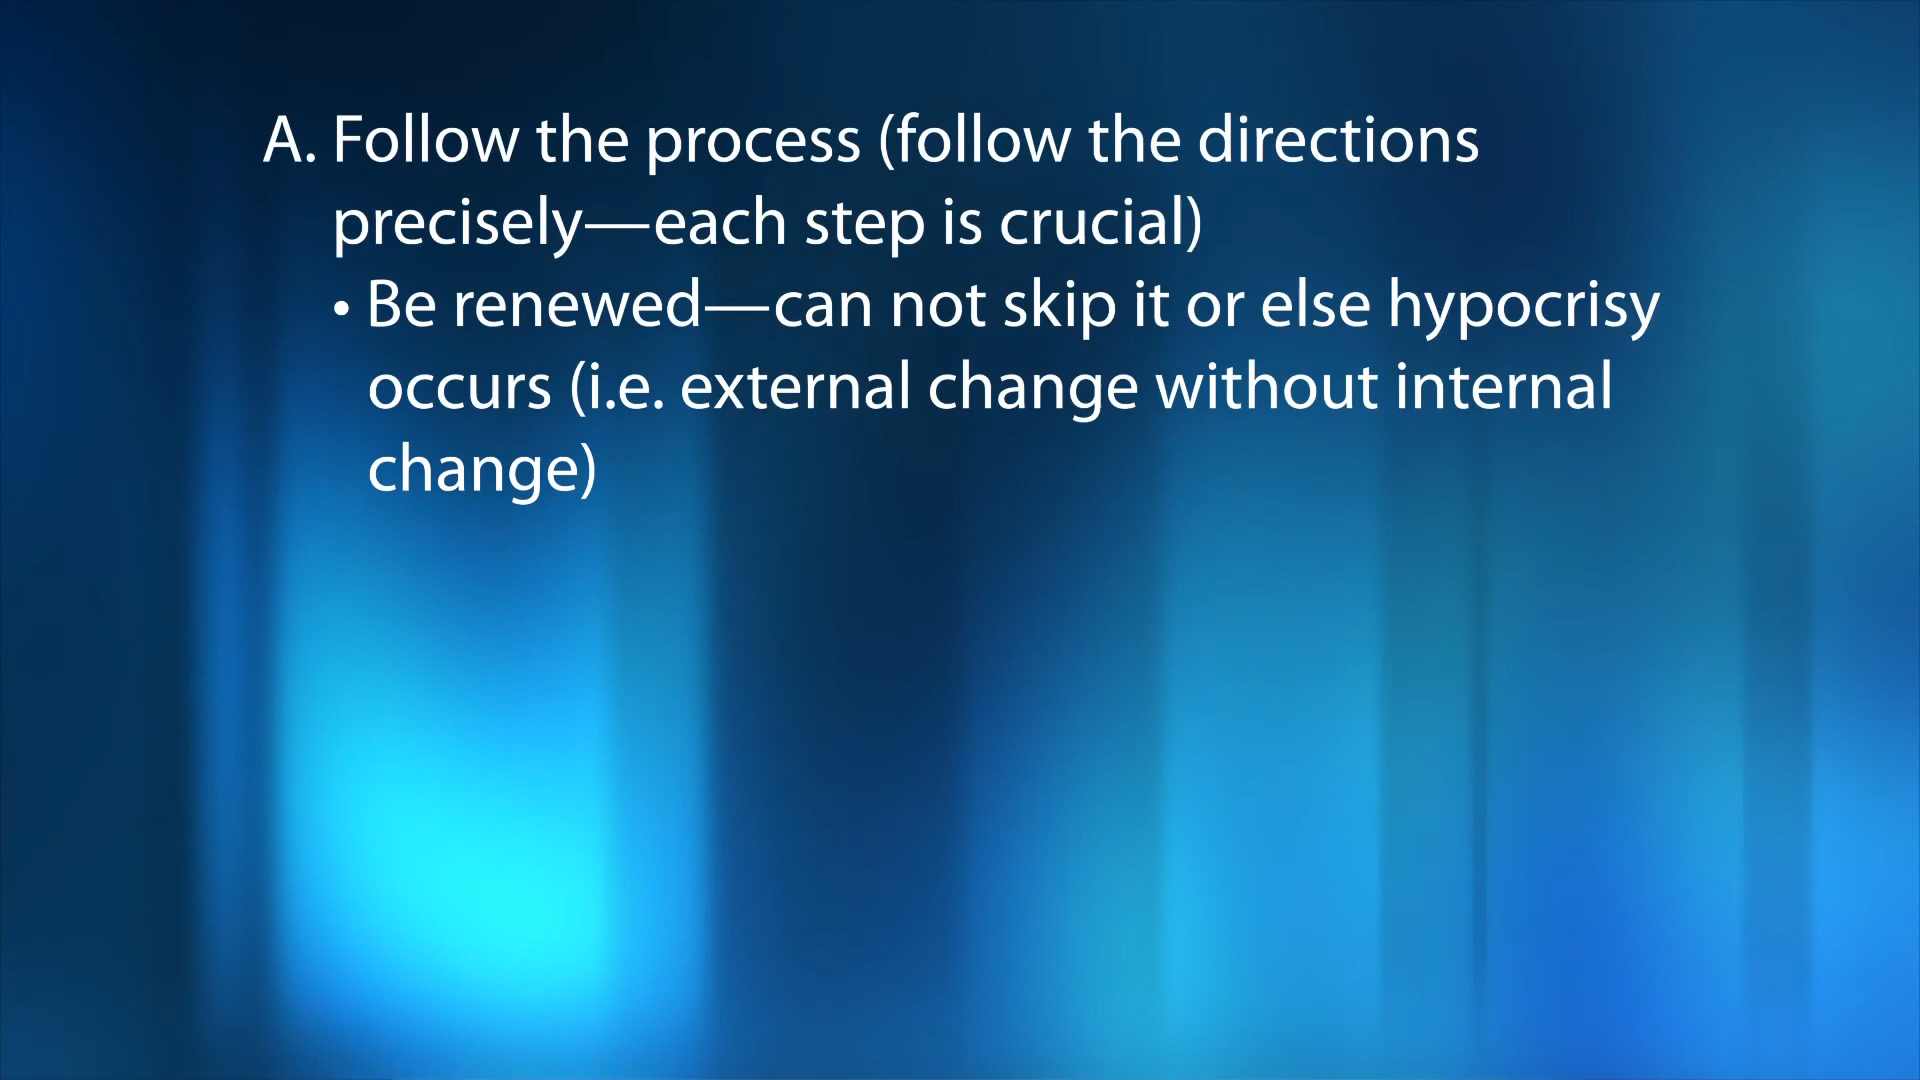 A. Follow the process (follow the directions
precisely—each step is crucial)
• Be renewed—can not skip it or else hypocrisy
occurs (i.e. external change without internal
change)